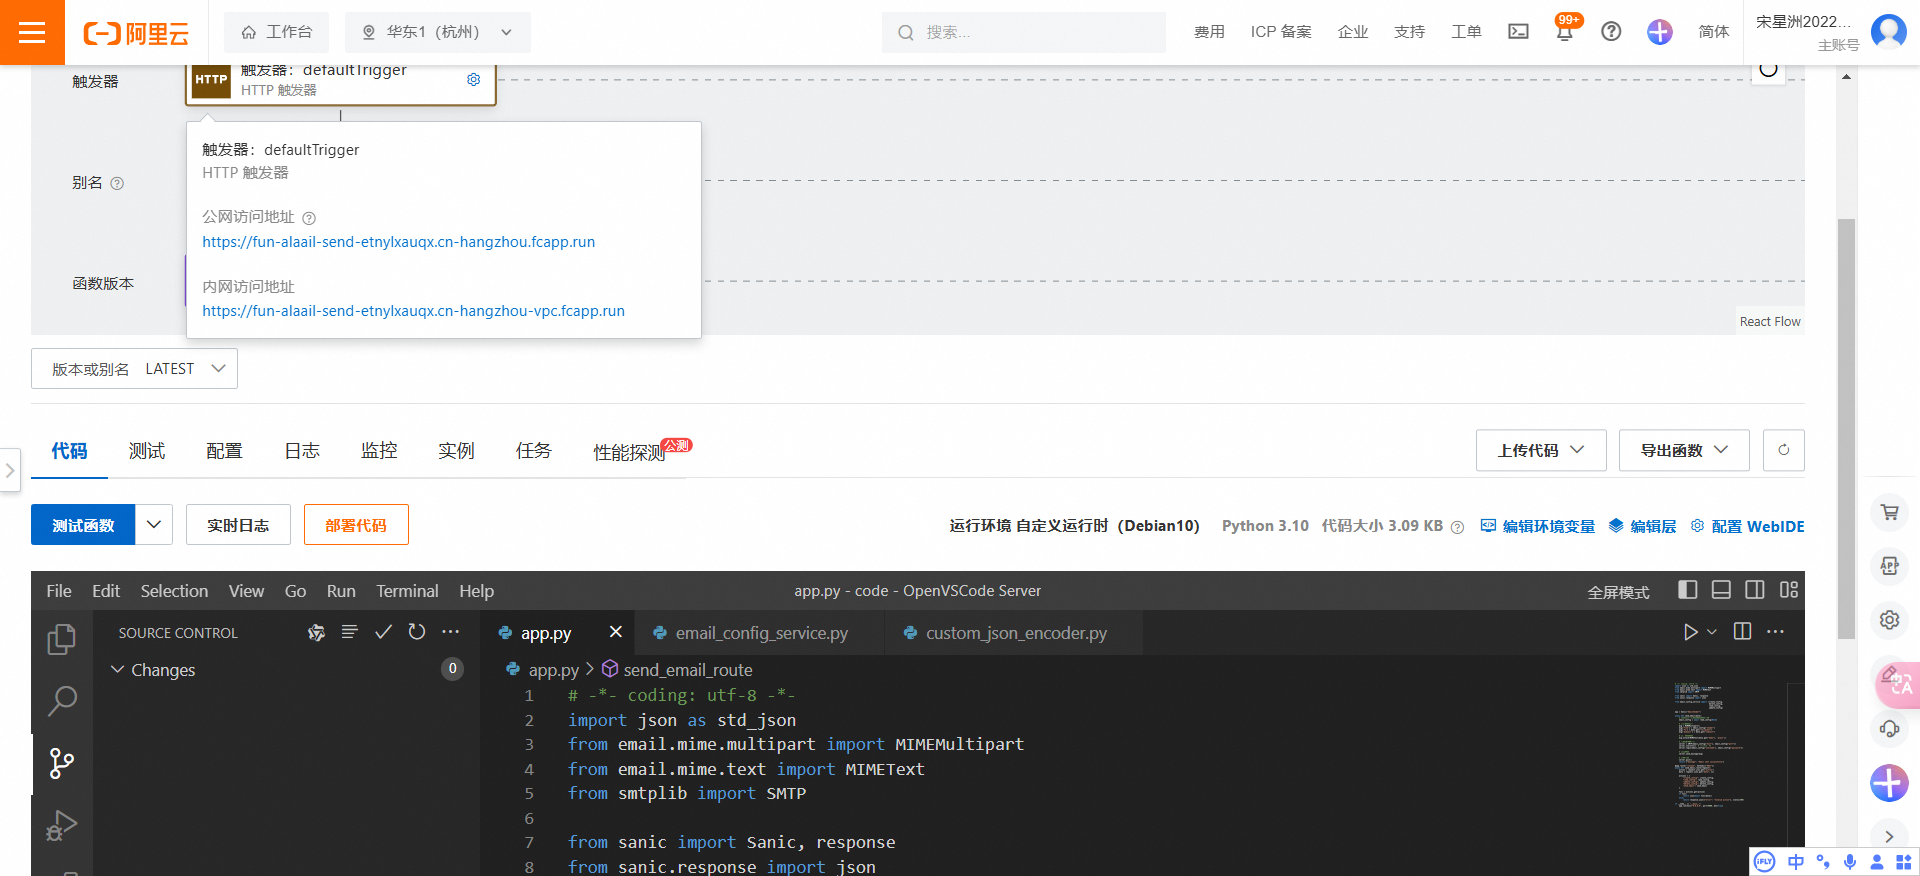 阿里云
工作台
华东1（杭州）
搜索...
费用
ICP 备案
企业
支持
工单
99+
简体
宋星洲2022...
主账号
触发器
HTTP
触发器：defaultTrigger
HTTP 触发器
触发器：defaultTrigger
HTTP 触发器
别名
公网访问地址
https://fun-alaail-send-etnylxauqx.cn-hangzhou.fcapp.run
函数版本
内网访问地址
https://fun-alaail-send-etnylxauqx.cn-hangzhou-vpc.fcapp.run
React Flow
版本或别名 LATEST
代码
测试
配置
日志
监控
实例
任务
性能探测
公测
上传代码
导出函数
测试函数
实时日志
部署代码
运行环境 自定义运行时（Debian10）
Python 3.10
代码大小 3.09 KB
编辑环境变量
编辑层
配置 WebIDE
File Edit Selection View Go Run Terminal Help
app.py - code - OpenVSCode Server
全屏模式
SOURCE CONTROL
app.py
email_config_service.py
custom_json_encoder.py
Changes
0
app.py
send_email_route
1 # -*- coding: utf-8 -*-
2 import json as std_json
3 from email.mime.multipart import MIMEMultipart
4 from email.mime.text import MIMEText
5 from smtplib import SMTP
6
7 from sanic import Sanic, response
8 from sanic.response import json
API
A
iFLY
中